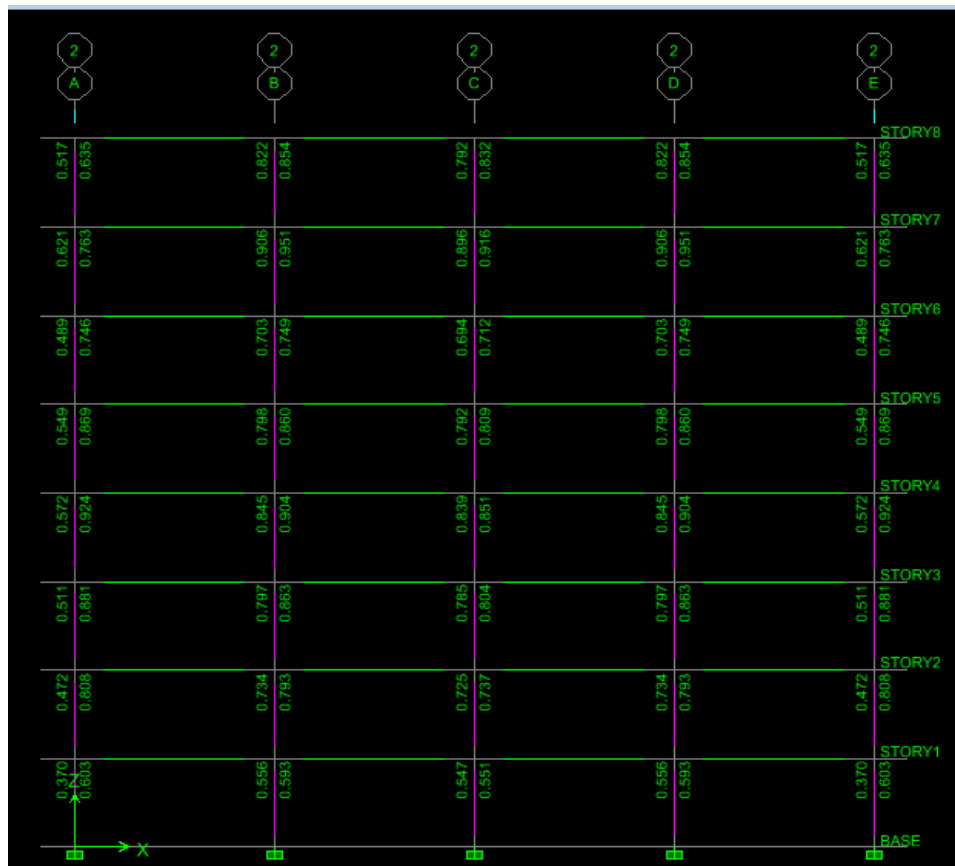 2 2 2 2 2
A B C D E
STORY8
0.517 0.635 0.822 0.854 0.792 0.832 0.822 0.854 0.517 0.635
STORY7
0.621 0.763 0.906 0.951 0.896 0.916 0.906 0.951 0.621 0.763
STORY6
0.489 0.746 0.703 0.749 0.694 0.712 0.703 0.749 0.489 0.746
STORY5
0.549 0.869 0.798 0.860 0.792 0.809 0.798 0.860 0.549 0.869
STORY4
0.572 0.924 0.845 0.904 0.839 0.851 0.845 0.904 0.572 0.924
STORY3
0.511 0.881 0.797 0.863 0.785 0.804 0.797 0.863 0.511 0.881
STORY2
0.472 0.808 0.734 0.793 0.725 0.737 0.734 0.793 0.472 0.808
STORY1
0.370 0.603 0.556 0.593 0.547 0.551 0.556 0.593 0.370 0.603
Z
BASE
X